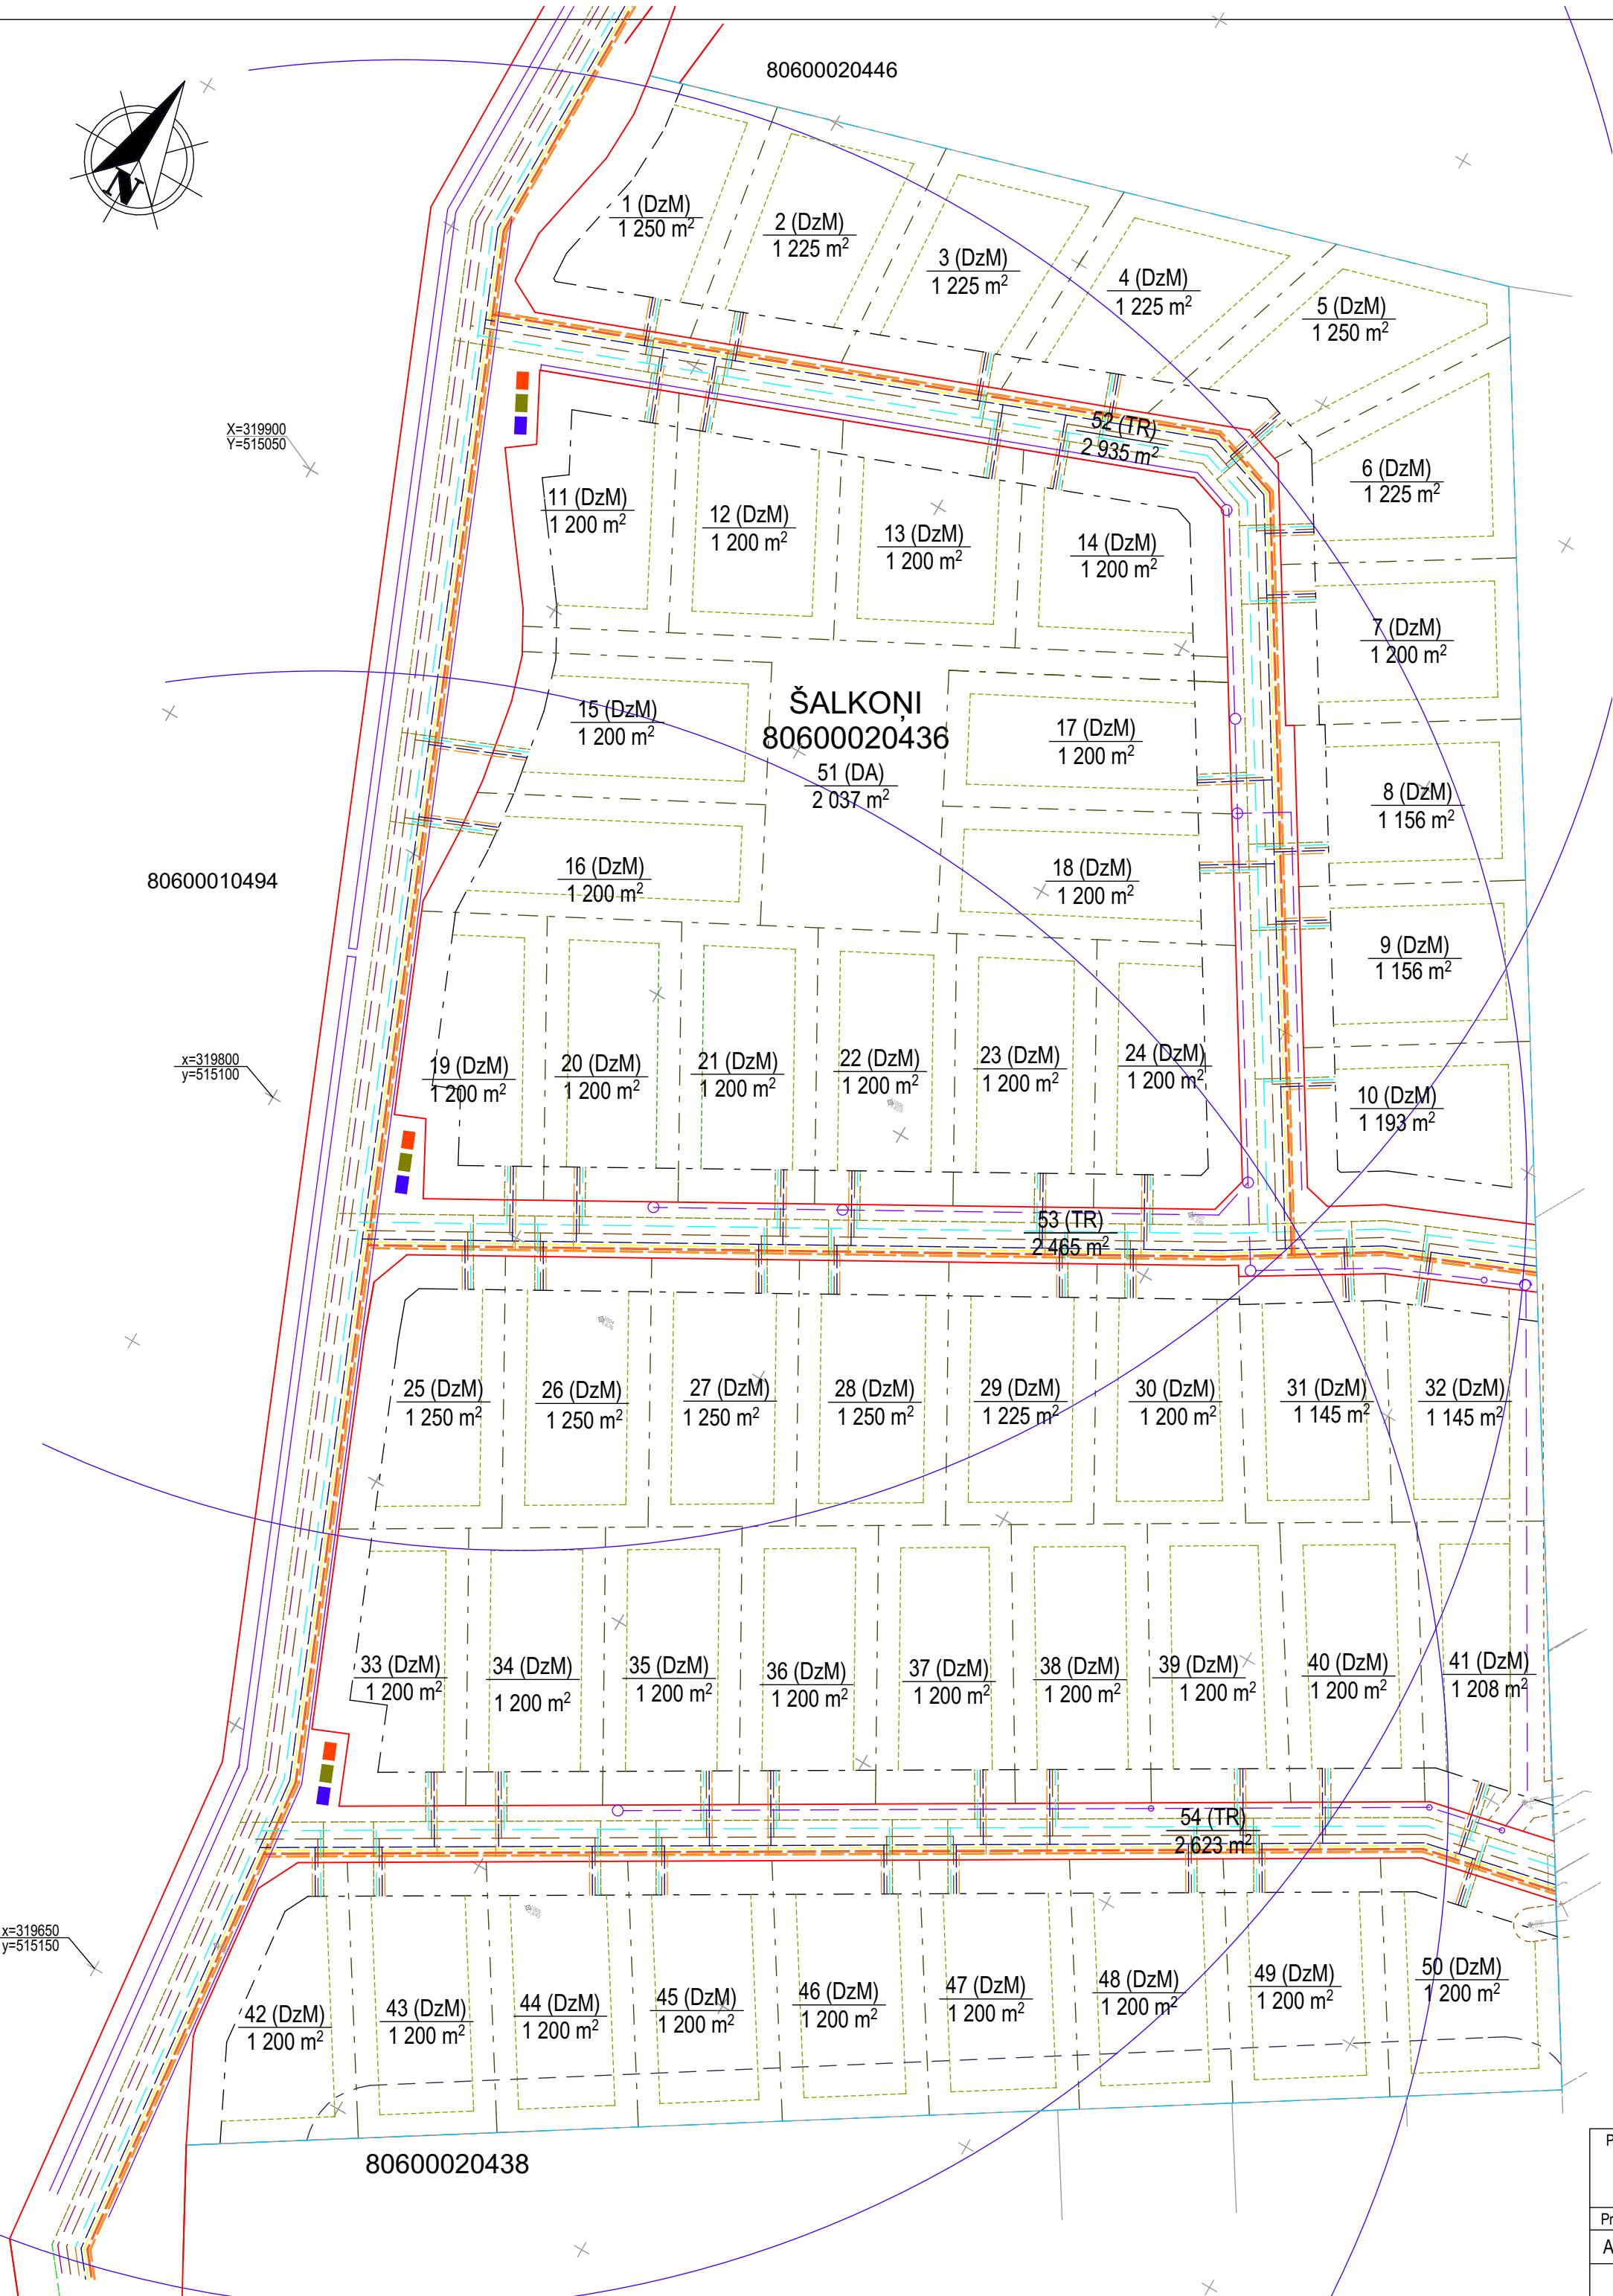 80600020446
N
1 (DzM)
1 250 m²
2 (DzM)
1 225 m²
3 (DzM)
1 225 m²
4 (DzM)
1 225 m²
5 (DzM)
1 250 m²
X=319900
Y=515050
52 (TR)
2 935 m²
6 (DzM)
1 225 m²
11 (DzM)
1 200 m²
12 (DzM)
1 200 m²
13 (DzM)
1 200 m²
14 (DzM)
1 200 m²
7 (DzM)
1 200 m²
ŠALKOŅI
80600020436
51 (DA)
2 037 m²
15 (DzM)
1 200 m²
17 (DzM)
1 200 m²
8 (DzM)
1 156 m²
80600010494
16 (DzM)
1 200 m²
18 (DzM)
1 200 m²
9 (DzM)
1 156 m²
x=319800
y=515100
19 (DzM)
1 200 m²
20 (DzM)
1 200 m²
21 (DzM)
1 200 m²
22 (DzM)
1 200 m²
23 (DzM)
1 200 m²
24 (DzM)
1 200 m²
10 (DzM)
1 193 m²
53 (TR)
2 465 m²
25 (DzM)
1 250 m²
26 (DzM)
1 250 m²
27 (DzM)
1 250 m²
28 (DzM)
1 250 m²
29 (DzM)
1 225 m²
30 (DzM)
1 200 m²
31 (DzM)
1 145 m²
32 (DzM)
1 145 m²
33 (DzM)
1 200 m²
34 (DzM)
1 200 m²
35 (DzM)
1 200 m²
36 (DzM)
1 200 m²
37 (DzM)
1 200 m²
38 (DzM)
1 200 m²
39 (DzM)
1 200 m²
40 (DzM)
1 200 m²
41 (DzM)
1 208 m²
54 (TR)
2 623 m²
x=319650
y=515150
42 (DzM)
1 200 m²
43 (DzM)
1 200 m²
44 (DzM)
1 200 m²
45 (DzM)
1 200 m²
46 (DzM)
1 200 m²
47 (DzM)
1 200 m²
48 (DzM)
1 200 m²
49 (DzM)
1 200 m²
50 (DzM)
1 200 m²
80600020438